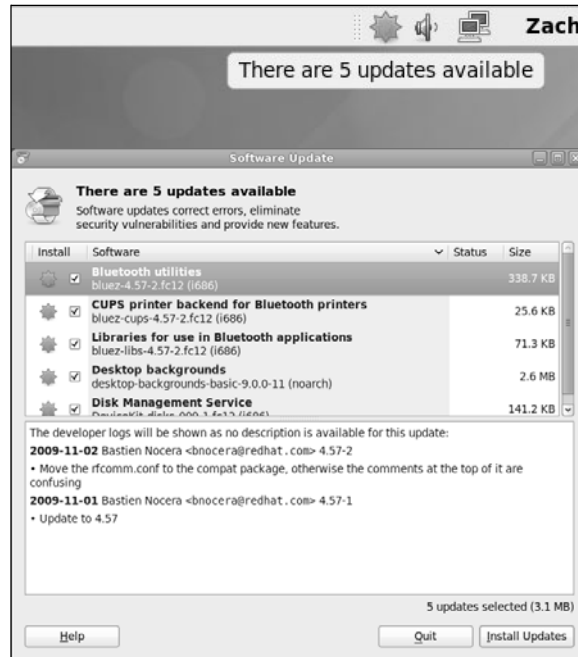 Zach
There are 5 updates available
Software Update
There are 5 updates available
Software updates correct errors, eliminate
security vulnerabilities and provide new features.
Install Software Status Size
Bluetooth utilities
bluez-4.57-2.fc12 (i686) 338.7 KB
CUPS printer backend for Bluetooth printers
bluez-cups-4.57-2.fc12 (i686) 25.6 KB
Libraries for use in Bluetooth applications
bluez-libs-4.57-2.fc12 (i686) 71.3 KB
Desktop backgrounds
desktop-backgrounds-basic-9.0.0-11 (noarch) 2.6 MB
Disk Management Service
DeviceKit-disks-009-1.fc12 (i686) 141.2 KB
The developer logs will be shown as no description is available for this update:
2009-11-02 Bastien Nocera <bnocera@redhat.com> 4.57-2
• Move the rfcomm.conf to the compat package, otherwise the comments at the top of it are
confusing
2009-11-01 Bastien Nocera <bnocera@redhat.com> 4.57-1
• Update to 4.57
5 updates selected (3.1 MB)
Help Quit Install Updates